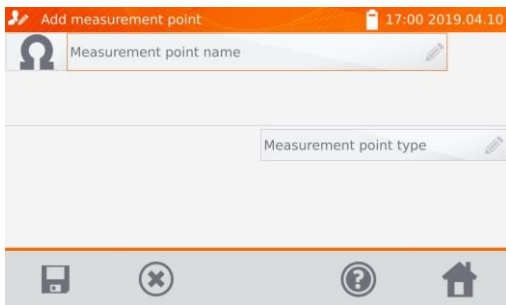 Add measurement point 17:00 2019.04.10
Measurement point name
Measurement point type